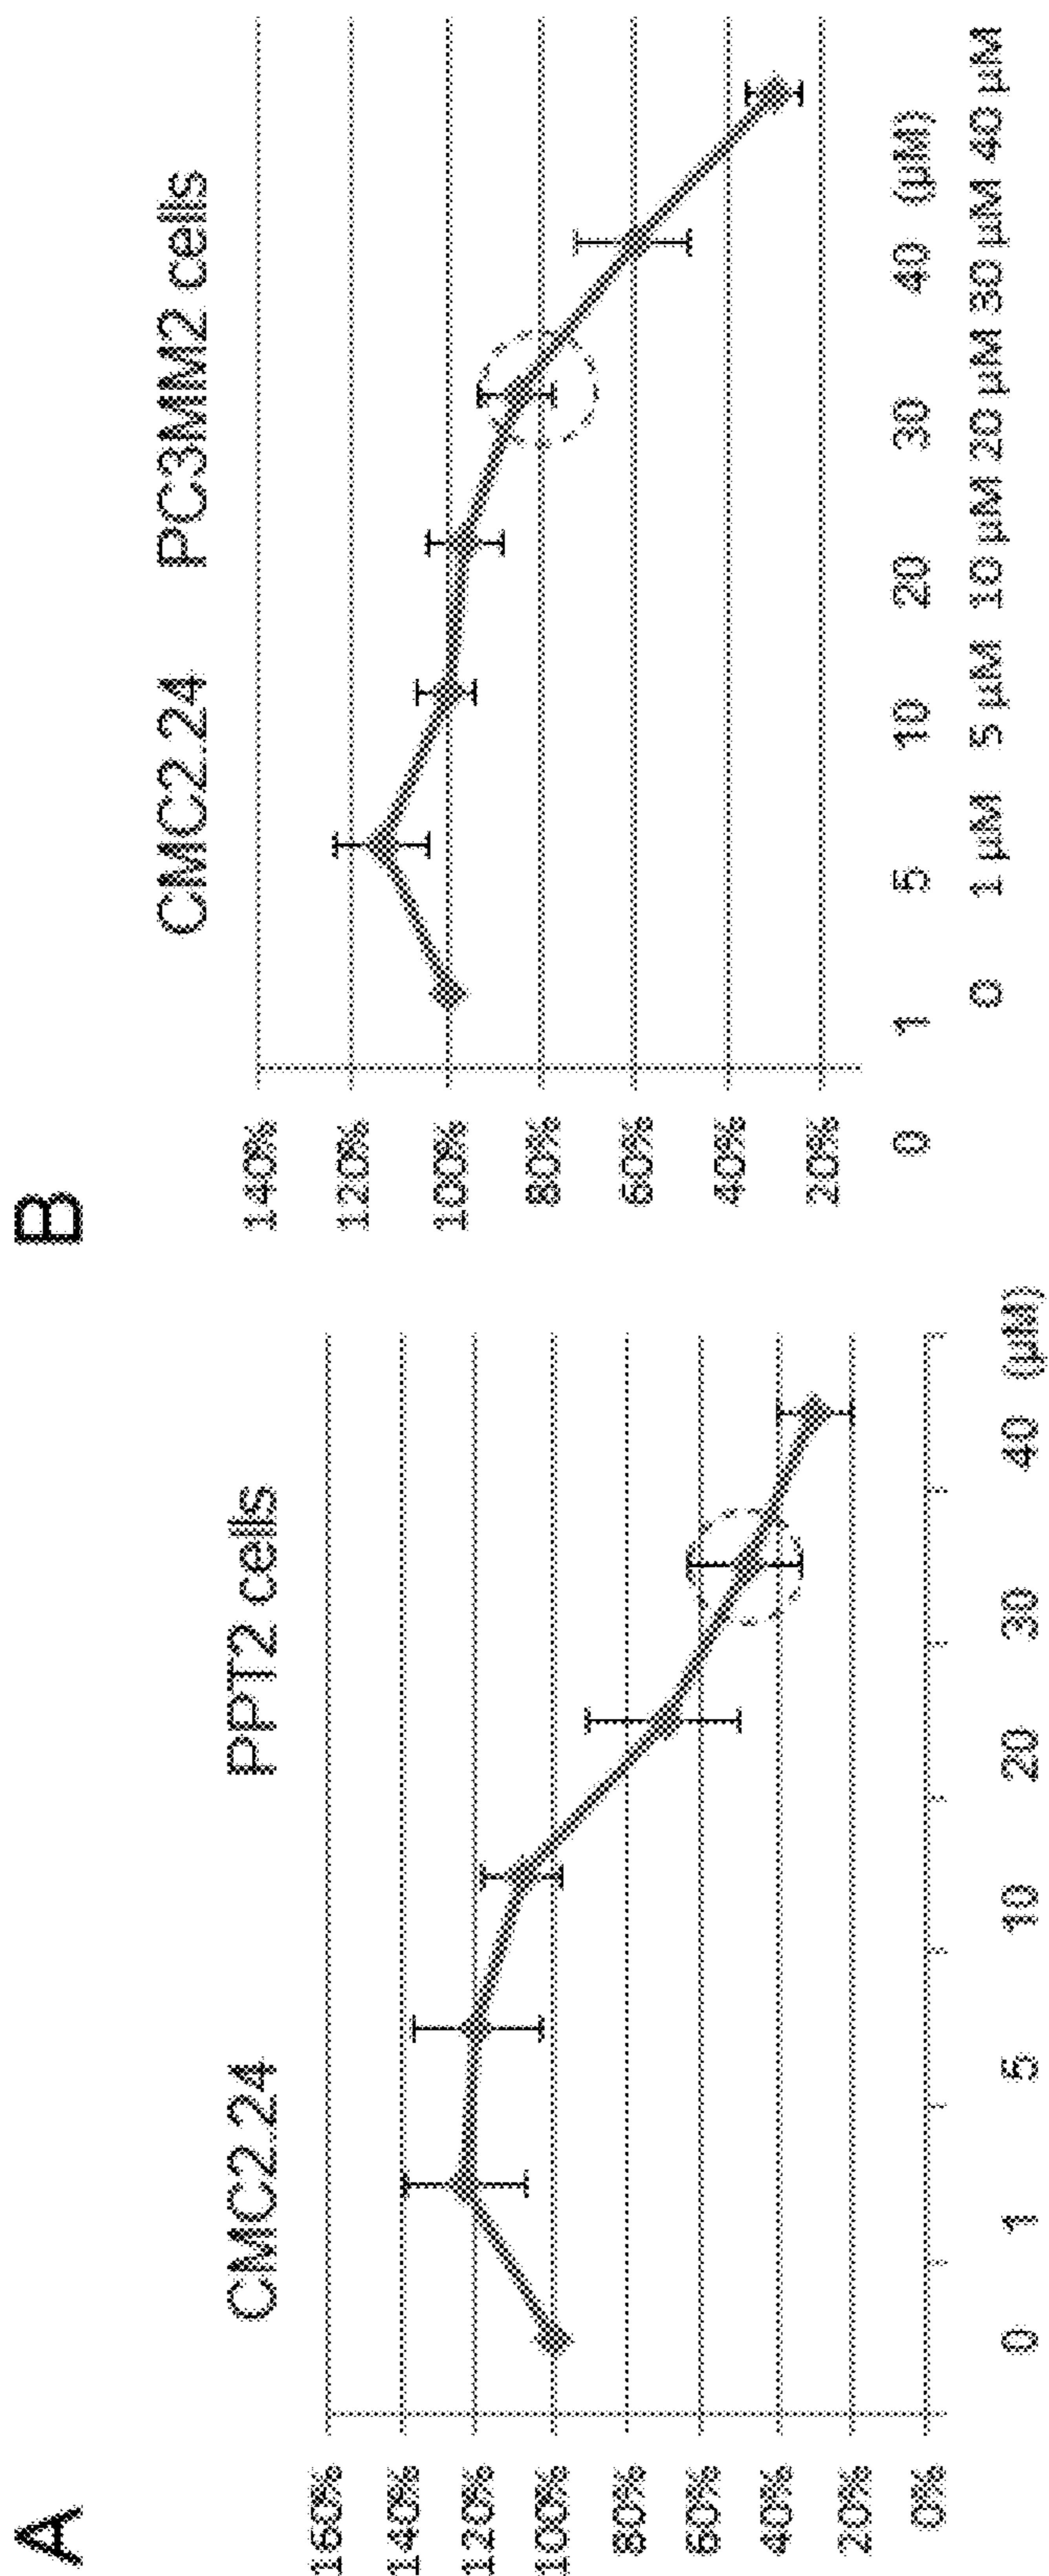 A
CMC2.24 PPT2 cells
160%
140%
120%
100%
80%
60%
40%
20%
0%
0 1 5 10 20 30 40 (µM)
B
CMC2.24 PC3MM2 cells
140%
120%
100%
80%
60%
40%
20%
0 1 5 10 20 30 40 (µM)
0 1 µM 5 µM 10 µM 20 µM 30 µM 40 µM